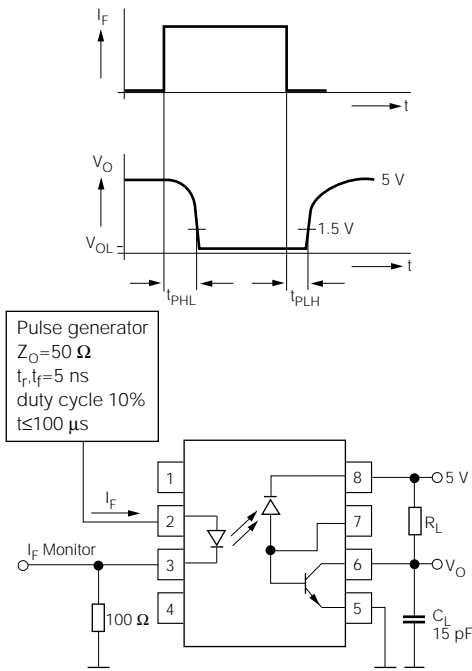 I_F
t
V_O
5 V
1.5 V
V_OL
t
t_PHL
t_PLH
Pulse generator
Z_O=50 Ω
t_r,t_f=5 ns
duty cycle 10%
t≤100 µs
I_F
1
8
5 V
2
7
R_L
I_F Monitor
3
6
V_O
4
5
100 Ω
C_L
15 pF